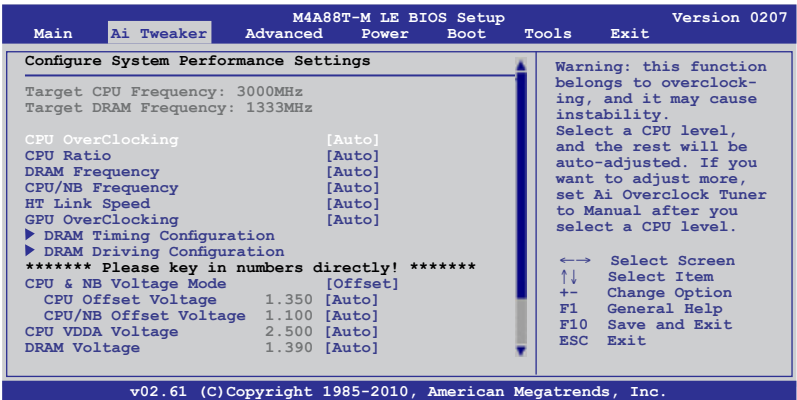 M4A88T-M LE BIOS Setup Version 0207
Main Ai Tweaker Advanced Power Boot Tools Exit
Configure System Performance Settings
Target CPU Frequency: 3000MHz
Target DRAM Frequency: 1333MHz
CPU OverClocking [Auto]
CPU Ratio [Auto]
DRAM Frequency [Auto]
CPU/NB Frequency [Auto]
HT Link Speed [Auto]
GPU OverClocking [Auto]
DRAM Timing Configuration
DRAM Driving Configuration
******* Please key in numbers directly! *******
CPU & NB Voltage Mode [Offset]
CPU Offset Voltage 1.350 [Auto]
CPU/NB Offset Voltage 1.100 [Auto]
CPU VDDA Voltage 2.500 [Auto]
DRAM Voltage 1.390 [Auto]
Warning: this function
belongs to overclock-
ing, and it may cause
instability.
Select a CPU level,
and the rest will be
auto-adjusted. If you
want to adjust more,
set Ai Overclock Tuner
to Manual after you
select a CPU level.
←→ Select Screen
↑↓ Select Item
+- Change Option
F1 General Help
F10 Save and Exit
ESC Exit
v02.61 (C)Copyright 1985-2010, American Megatrends, Inc.